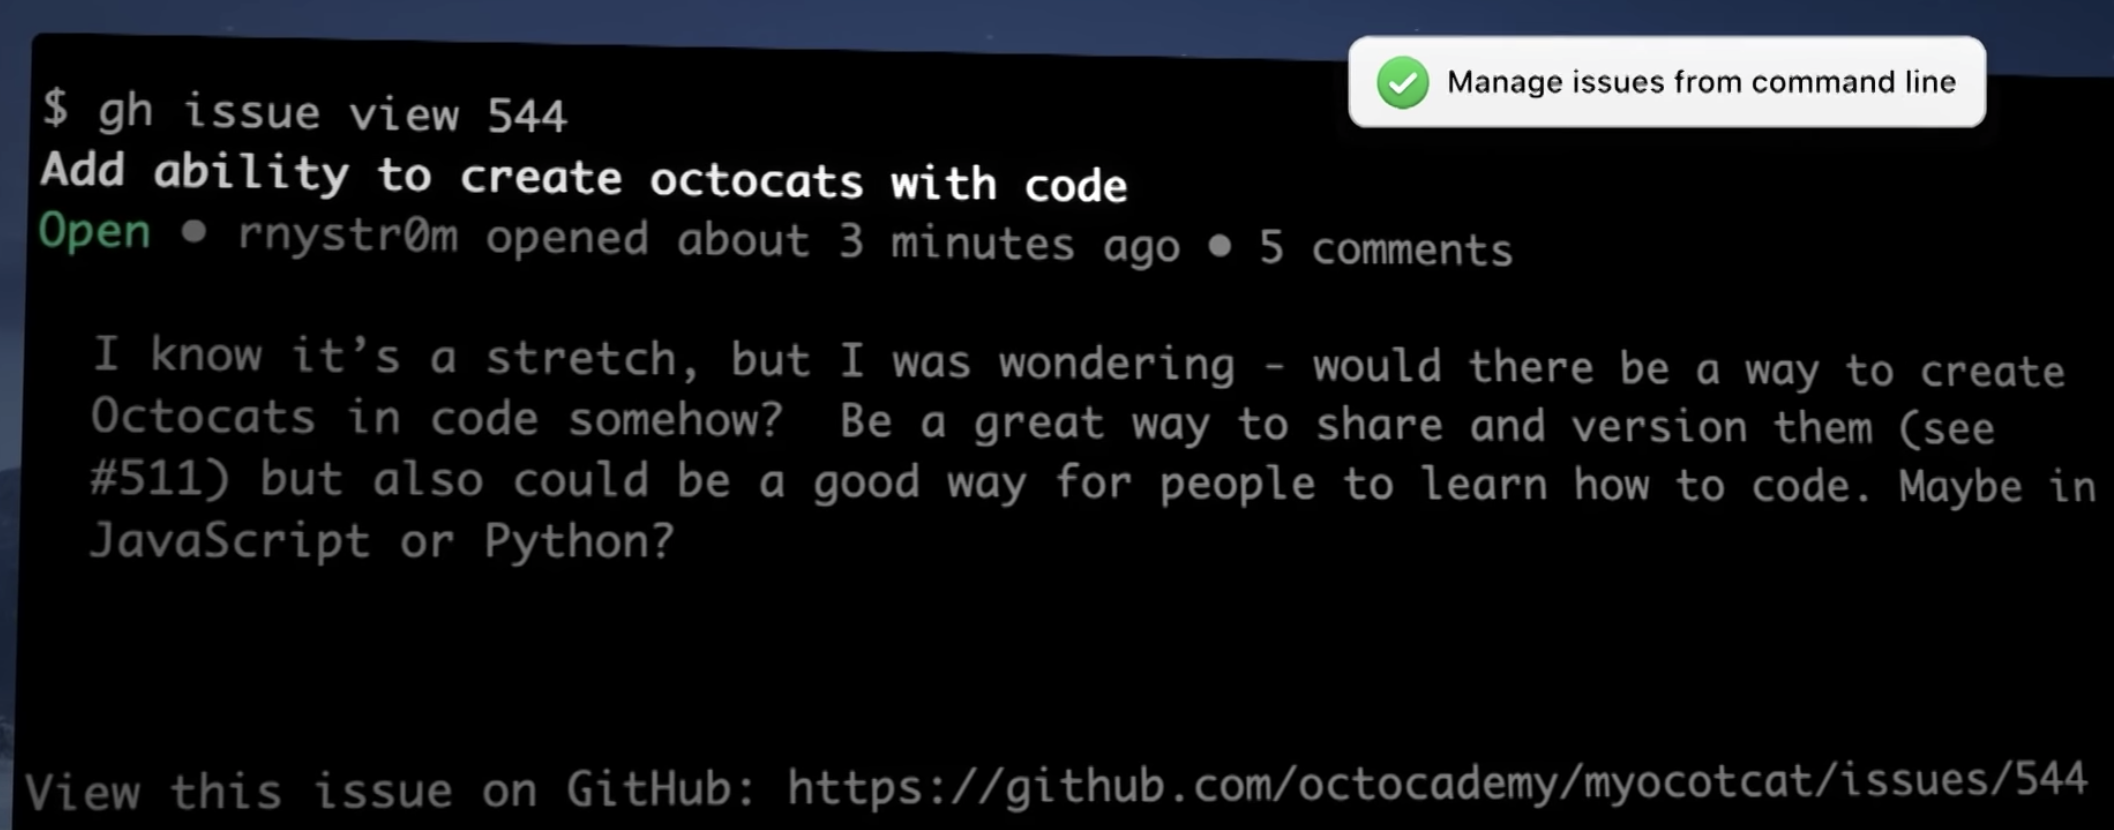 Manage issues from command line
$ gh issue view 544
Add ability to create octocats with code
Open ● rnystr0m opened about 3 minutes ago ● 5 comments
I know it’s a stretch, but I was wondering - would there be a way to create
Octocats in code somehow?  Be a great way to share and version them (see
#511) but also could be a good way for people to learn how to code. Maybe in
JavaScript or Python?
View this issue on GitHub: https://github.com/octocademy/myocotcat/issues/544